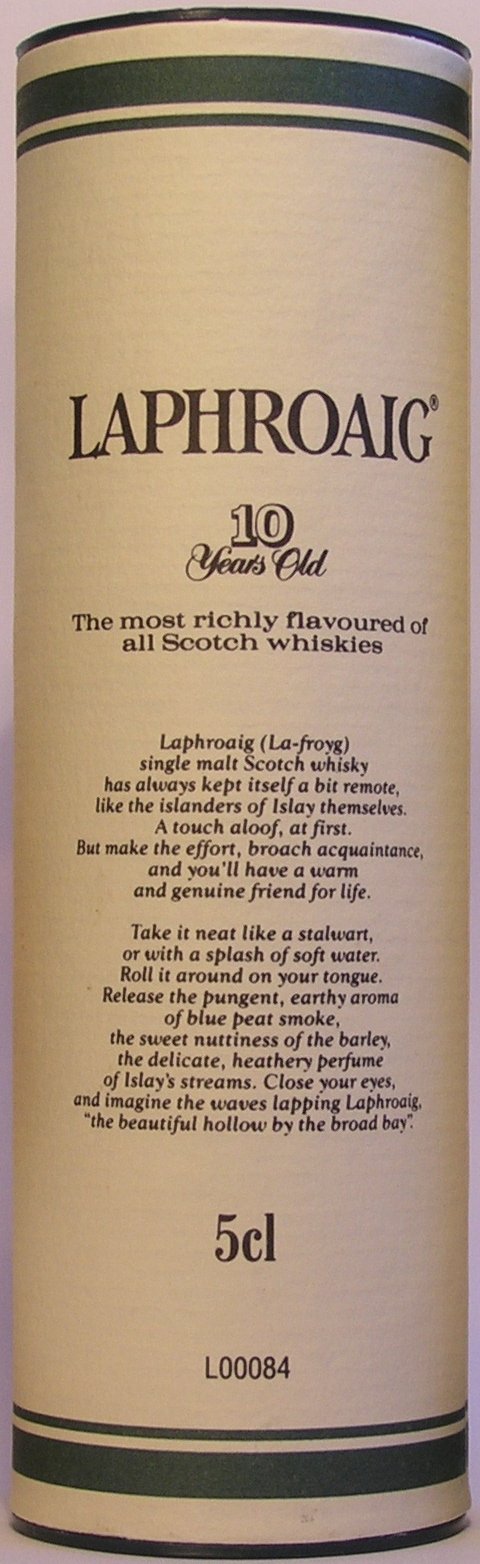 LAPHROAIG®
10
Years Old
The most richly flavoured of
all Scotch whiskies
Laphroaig (La-froyg)
single malt Scotch whisky
has always kept itself a bit remote,
like the islanders of Islay themselves.
A touch aloof, at first.
But make the effort, broach acquaintance,
and you'll have a warm
and genuine friend for life.
Take it neat like a stalwart,
or with a splash of soft water.
Roll it around on your tongue.
Release the pungent, earthy aroma
of blue peat smoke,
the sweet nuttiness of the barley,
the delicate, heathery perfume
of Islay's streams. Close your eyes,
and imagine the waves lapping Laphroaig,
"the beautiful hollow by the broad bay".
5cl
L00084